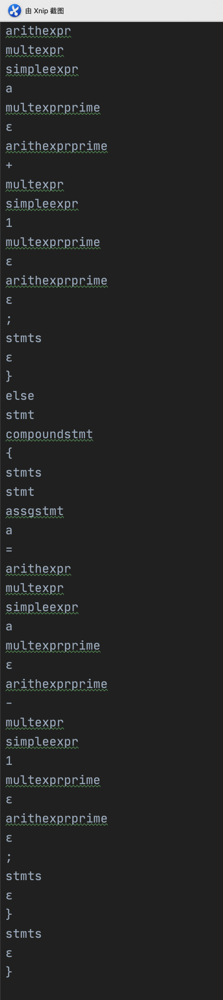 由 Xnip 截图
arithexpr
multexpr
simpleexpr
a
multexprprime
ε
arithexprprime
+
multexpr
simpleexpr
1
multexprprime
ε
arithexprprime
ε
;
stmts
ε
}
else
stmt
compoundstmt
{
stmts
stmt
assgstmt
a
=
arithexpr
multexpr
simpleexpr
a
multexprprime
ε
arithexprprime
-
multexpr
simpleexpr
1
multexprprime
ε
arithexprprime
ε
;
stmts
ε
}
stmts
ε
}